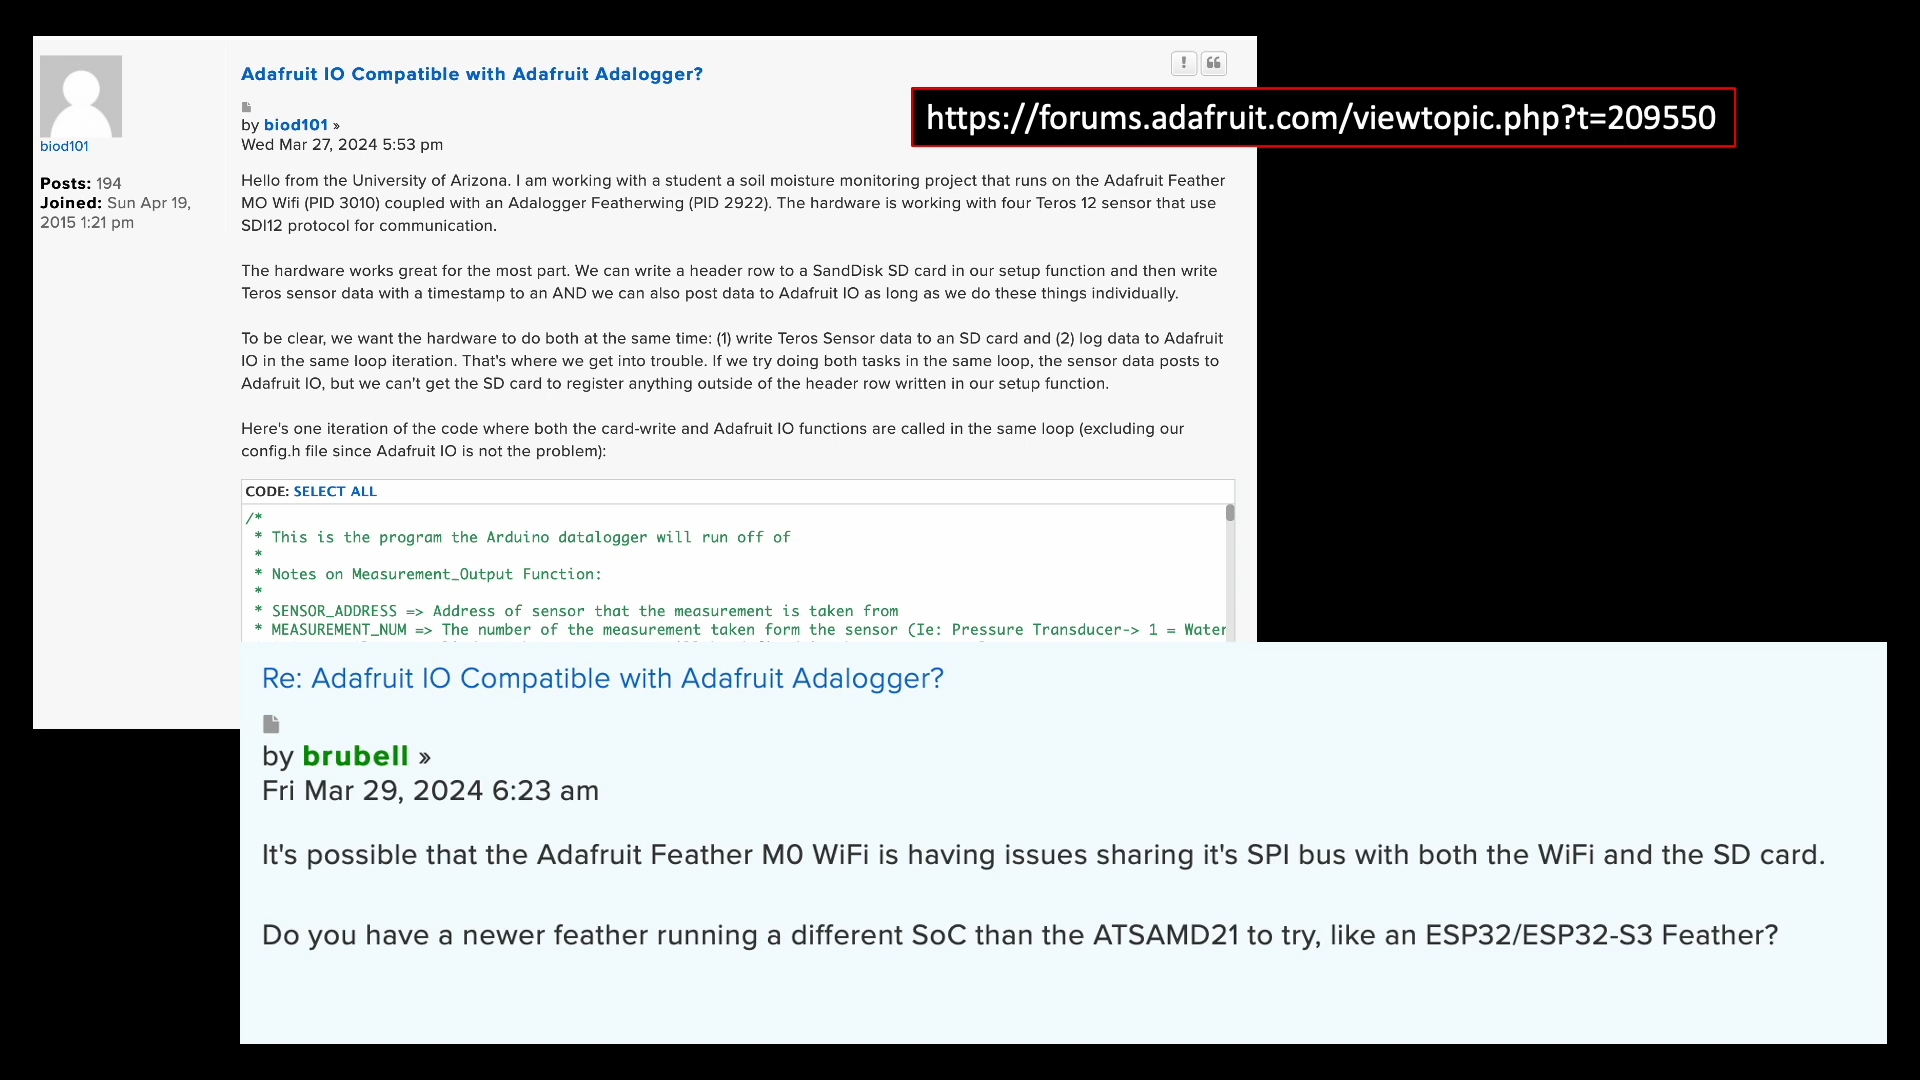 Adafruit IO Compatible with Adafruit Adalogger?
by biod101 »
Wed Mar 27, 2024 5:53 pm
https://forums.adafruit.com/viewtopic.php?t=209550
biod101
Posts: 194
Joined: Sun Apr 19,
2015 1:21 pm
Hello from the University of Arizona. I am working with a student a soil moisture monitoring project that runs on the Adafruit Feather
MO Wifi (PID 3010) coupled with an Adalogger Featherwing (PID 2922). The hardware is working with four Teros 12 sensor that use
SDI12 protocol for communication.
The hardware works great for the most part. We can write a header row to a SandDisk SD card in our setup function and then write
Teros sensor data with a timestamp to an AND we can also post data to Adafruit IO as long as we do these things individually.
To be clear, we want the hardware to do both at the same time: (1) write Teros Sensor data to an SD card and (2) log data to Adafruit
IO in the same loop iteration. That's where we get into trouble. If we try doing both tasks in the same loop, the sensor data posts to
Adafruit IO, but we can't get the SD card to register anything outside of the header row written in our setup function.
Here's one iteration of the code where both the card-write and Adafruit IO functions are called in the same loop (excluding our
config.h file since Adafruit IO is not the problem):
CODE: SELECT ALL
/*
* This is the program the Arduino datalogger will run off of
*
* Notes on Measurement_Output Function:
*
* SENSOR_ADDRESS => Address of sensor that the measurement is taken from
* MEASUREMENT_NUM => The number of the measurement taken form the sensor (Ie: Pressure Transducer-> 1 = Water
Re: Adafruit IO Compatible with Adafruit Adalogger?
by brubell »
Fri Mar 29, 2024 6:23 am
It's possible that the Adafruit Feather M0 WiFi is having issues sharing it's SPI bus with both the WiFi and the SD card.
Do you have a newer feather running a different SoC than the ATSAMD21 to try, like an ESP32/ESP32-S3 Feather?